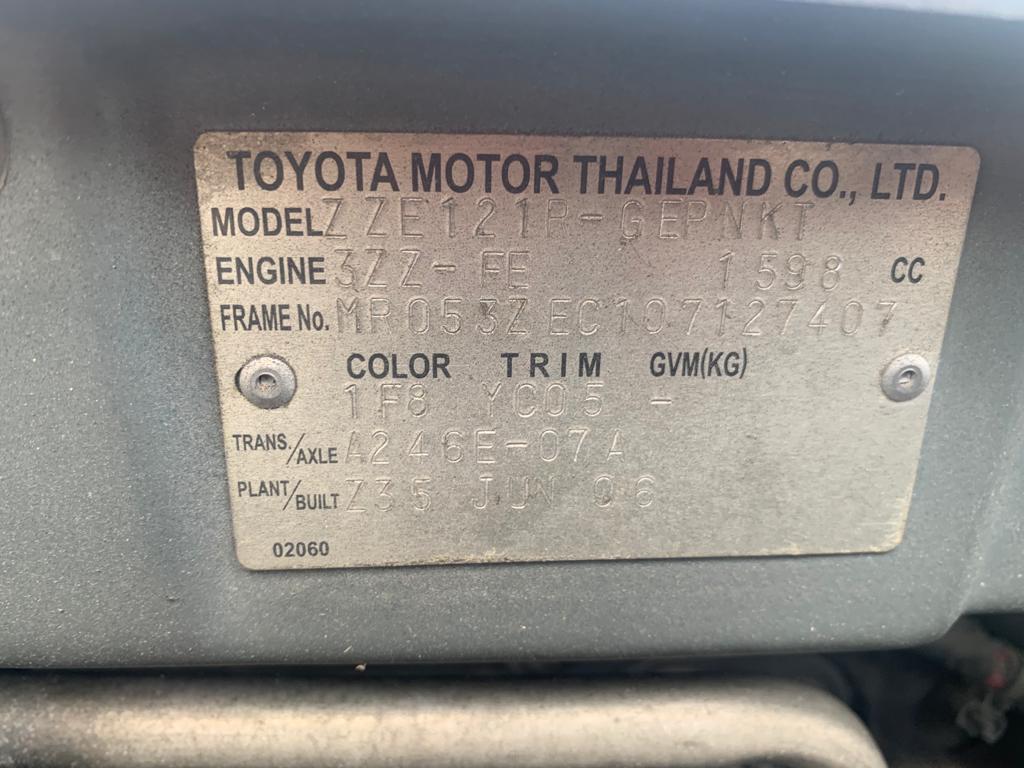 TOYOTA MOTOR THAILAND CO., LTD.
MODEL ZZE121R-GEPNKT
ENGINE 3ZZ-FE 1598 CC
FRAME No. MR053ZEC107127407
COLOR TRIM GVM(KG)
1F8 YC05 -
TRANS./AXLE A246E-07A
PLANT/BUILT Z35 JUN 06
02060